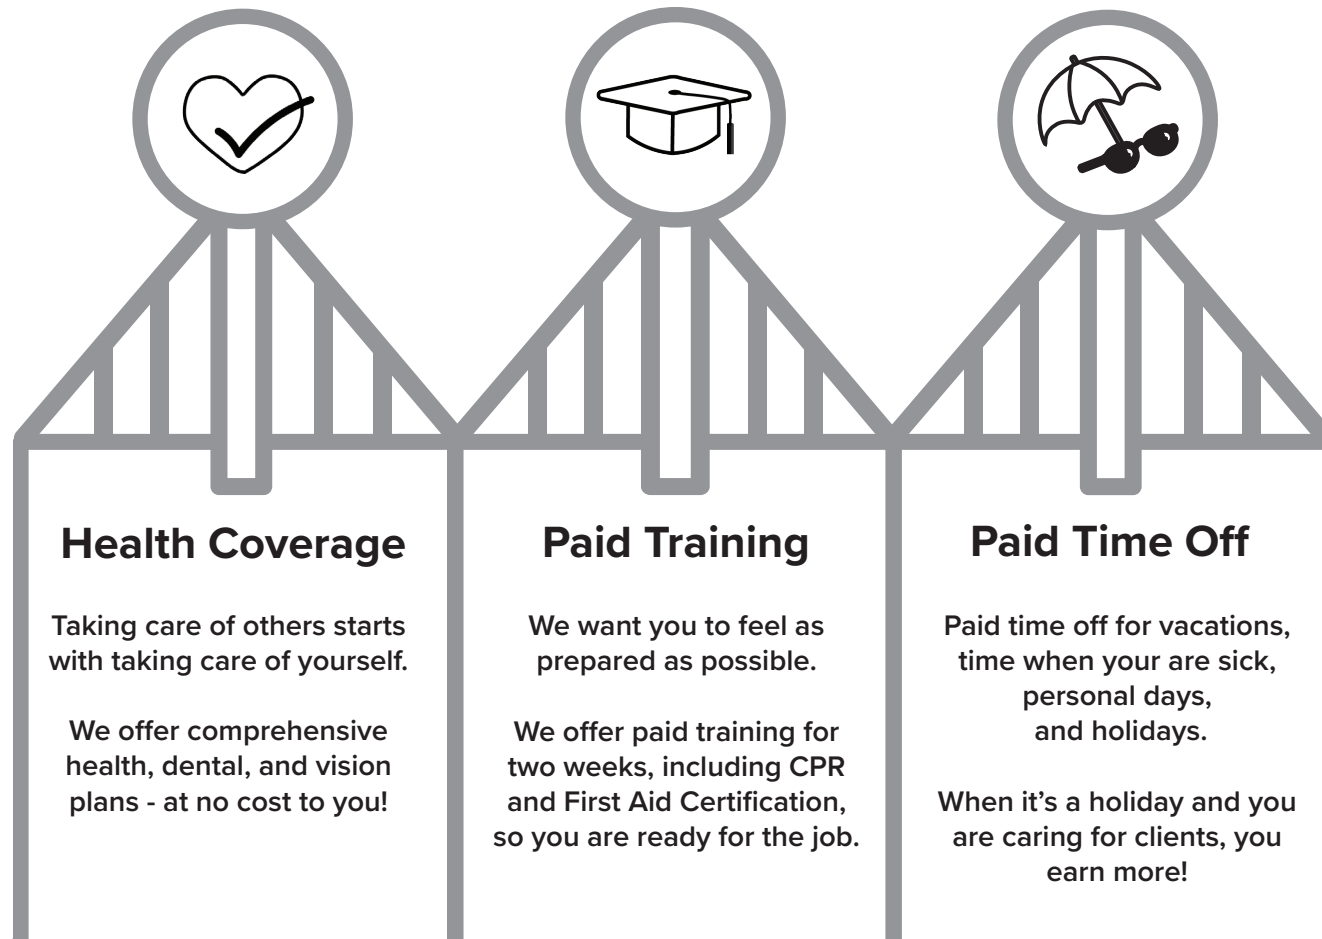 Health Coverage
Taking care of others starts
with taking care of yourself.
We offer comprehensive
health, dental, and vision
plans - at no cost to you!
Paid Training
We want you to feel as
prepared as possible.
We offer paid training for
two weeks, including CPR
and First Aid Certification,
so you are ready for the job.
Paid Time Off
Paid time off for vacations,
time when your are sick,
personal days,
and holidays.
When it’s a holiday and you
are caring for clients, you
earn more!